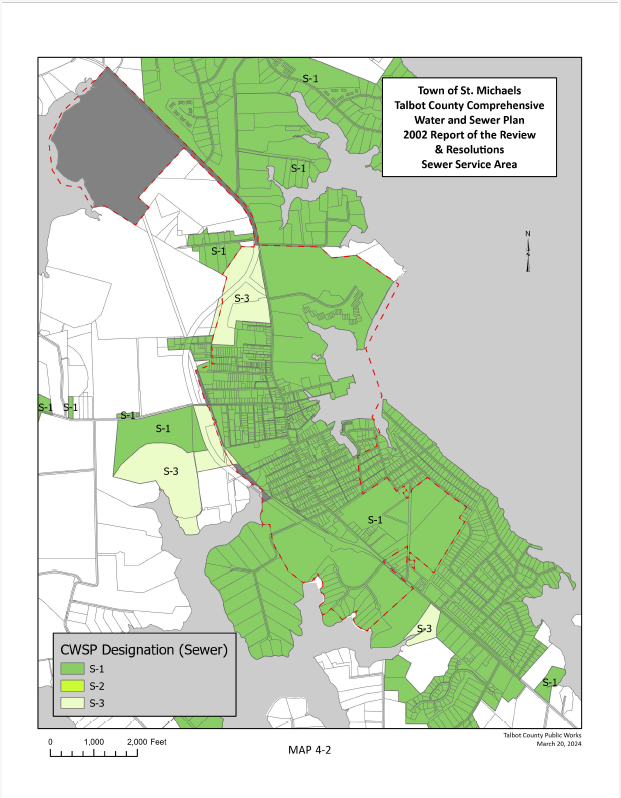 S-1
Town of St. Michaels
Talbot County Comprehensive
Water and Sewer Plan
2002 Report of the Review
& Resolutions
Sewer Service Area
S-1
N
S-1
S-3
S-1
S-1
S-1
S-1
S-3
S-1
S-3
S-1
CWSP Designation (Sewer)
S-1
S-2
S-3
0 1,000 2,000 Feet
MAP 4-2
Talbot County Public Works
March 20, 2024